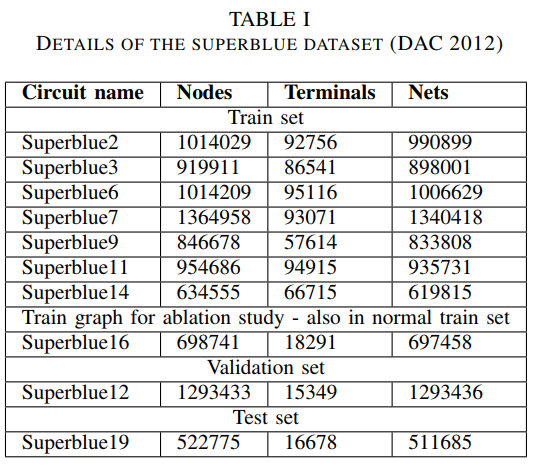 TABLE I
DETAILS OF THE SUPERBLUE DATASET (DAC 2012)
Circuit name Nodes Terminals Nets
Train set
Superblue2 1014029 92756 990899
Superblue3 919911 86541 898001
Superblue6 1014209 95116 1006629
Superblue7 1364958 93071 1340418
Superblue9 846678 57614 833808
Superblue11 954686 94915 935731
Superblue14 634555 66715 619815
Train graph for ablation study - also in normal train set
Superblue16 698741 18291 697458
Validation set
Superblue12 1293433 15349 1293436
Test set
Superblue19 522775 16678 511685